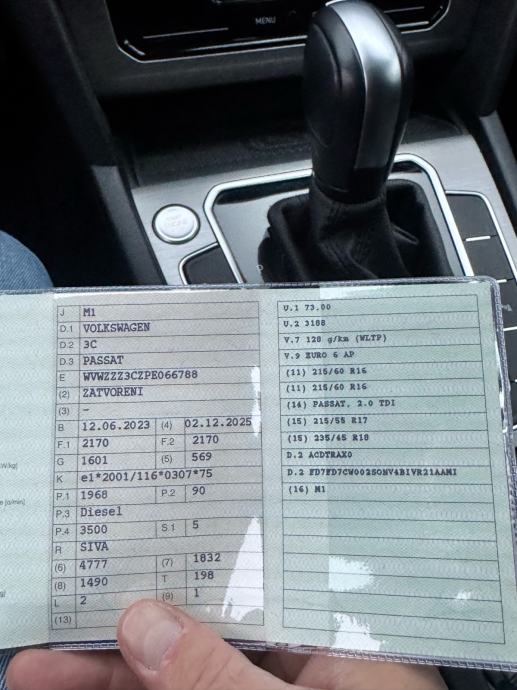 MENU
J M1
D.1 VOLKSWAGEN
D.2 3C
D.3 PASSAT
E WVWZZZ3CZPE066788
(2) ZATVORENI
(3) -
B 12.06.2023 (4) 02.12.2025
F.1 2170 F.2 2170
G 1601 (5) 569
K e1*2001/116*0307*75
P.1 1968 P.2 90
P.3 Diesel
P.4 3500 S.1 5
R SIVA
(6) 4777 (7) 1832
(8) 1490 T 198
L 2 (9) 1
(13)
U.1 73.00
U.2 3188
V.7 128 g/km (WLTP)
V.9 EURO 6 AP
(11) 215/60 R16
(11) 215/60 R16
(14) PASSAT, 2.0 TDI
(15) 215/55 R17
(15) 235/45 R18
D.2 ACDTRAX0
D.2 FD7FD7CW002SONV4BIVR21AAMI
(16) M1